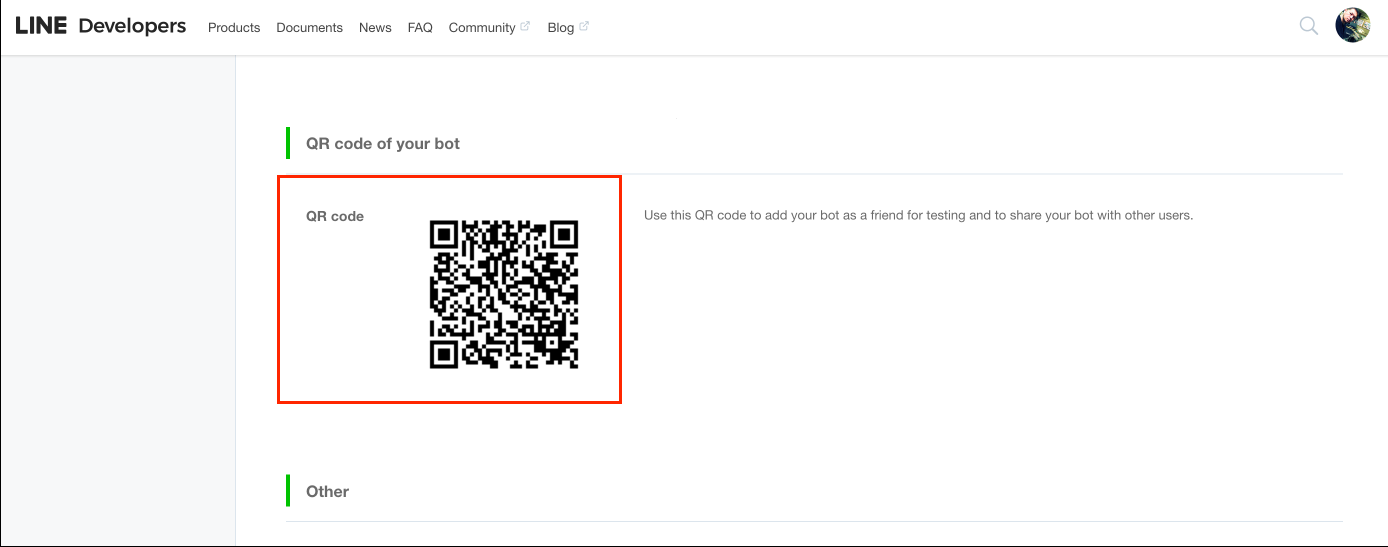 LINE Developers Products Documents News FAQ Community Blog
QR code of your bot
QR code
Use this QR code to add your bot as a friend for testing and to share your bot with other users.
Other